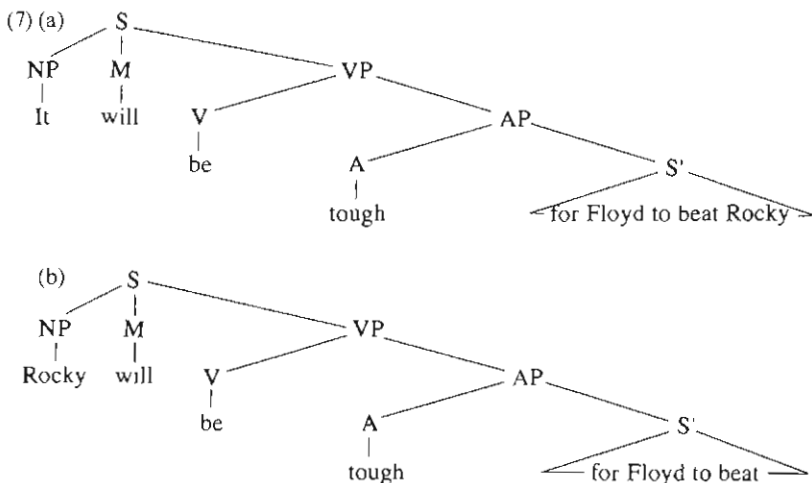 (7) (a) S
NP M VP
It will V AP
be A S'
tough for Floyd to beat Rocky
(b) S
NP M VP
Rocky will V AP
be A S'
tough for Floyd to beat